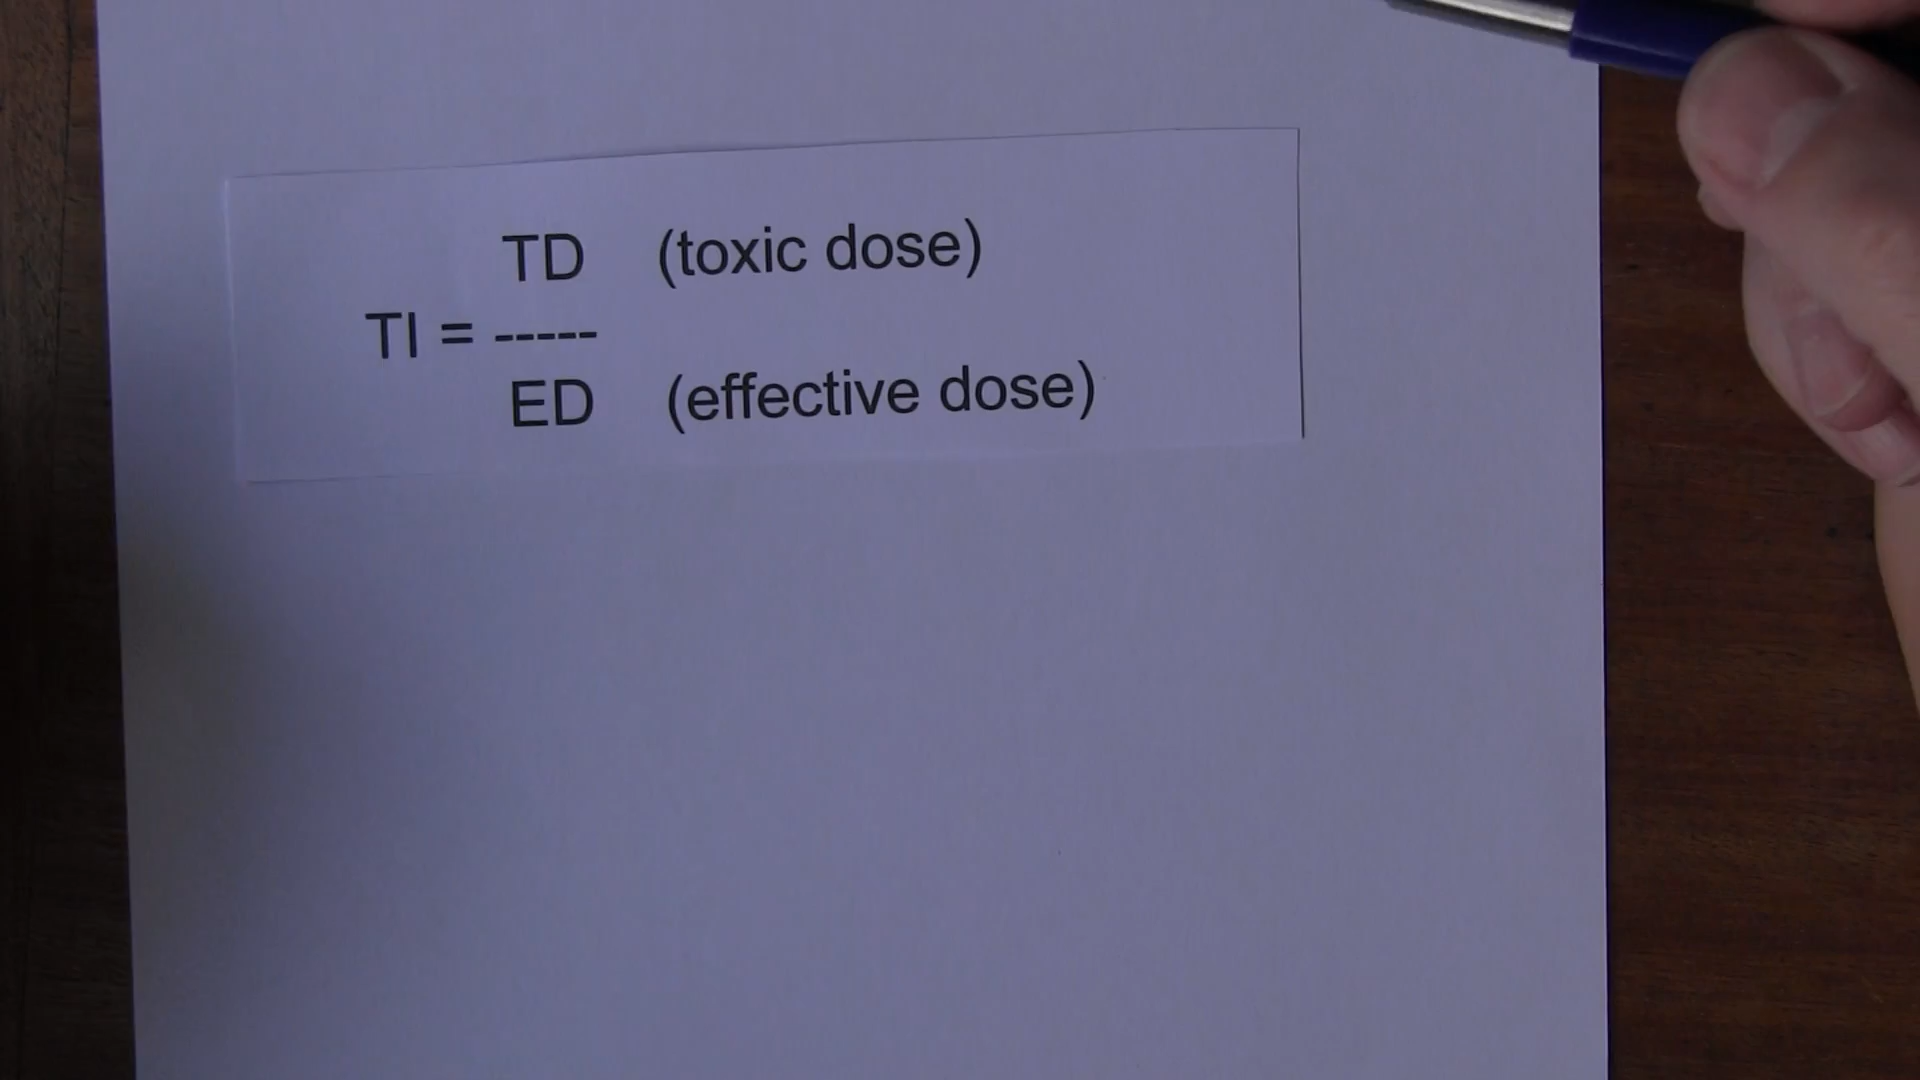 TD (toxic dose)
TI = -----
ED (effective dose)